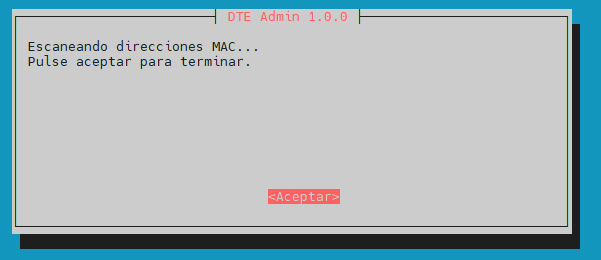 DTE Admin 1.0.0
Escaneando direcciones MAC...
Pulse aceptar para terminar.
<Aceptar>